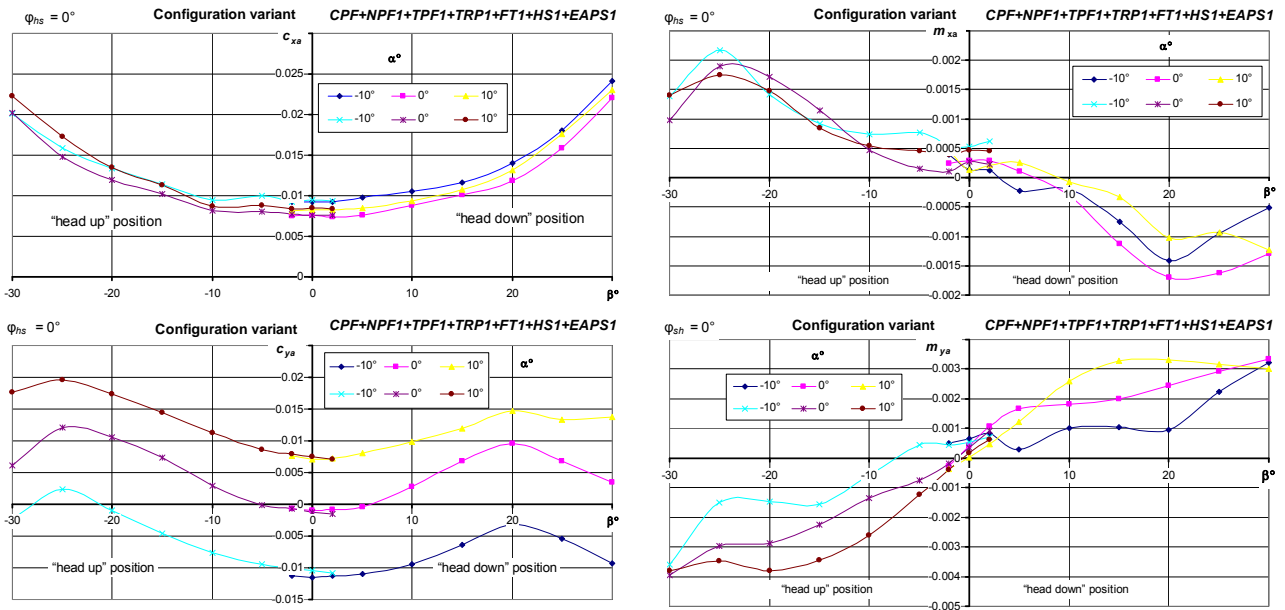 φhs = 0°
Configuration variant
CPF+NPF1+TPF1+TRP1+FT1+HS1+EAPS1
cxa
0.025
0.02
0.015
0.01
0.005
0
α°
-10° 0° 10°
-10° 0° 10°
"head up" position
"head down" position
-30 -20 -10 0 10 20
β°
φhs = 0°
Configuration variant
CPF+NPF1+TPF1+TRP1+FT1+HS1+EAPS1
mxa
0.0025
0.002
0.0015
0.001
0.0005
0
-0.0005
-0.001
-0.0015
-0.002
α°
-10° 0° 10°
-10° 0° 10°
-30 -20 -10 0 10 20
β°
"head up" position
"head down" position
φhs = 0°
Configuration variant
CPF+NPF1+TPF1+TRP1+FT1+HS1+EAPS1
cya
0.02
0.015
0.01
0.005
0
-0.005
-0.01
-0.015
α°
-10° 0° 10°
-10° 0° 10°
-30 -20 -10 0 10 20
β°
"head up" position
"head down" position
φsh = 0°
Configuration variant
CPF+NPF1+TPF1+TRP1+FT1+HS1+EAPS1
mya
0.003
0.002
0.001
0
-0.001
-0.002
-0.003
-0.004
-0.005
α°
-10° 0° 10°
-10° 0° 10°
-30 -20 -10 0 10 20
β°
"head up" position
"head down" position